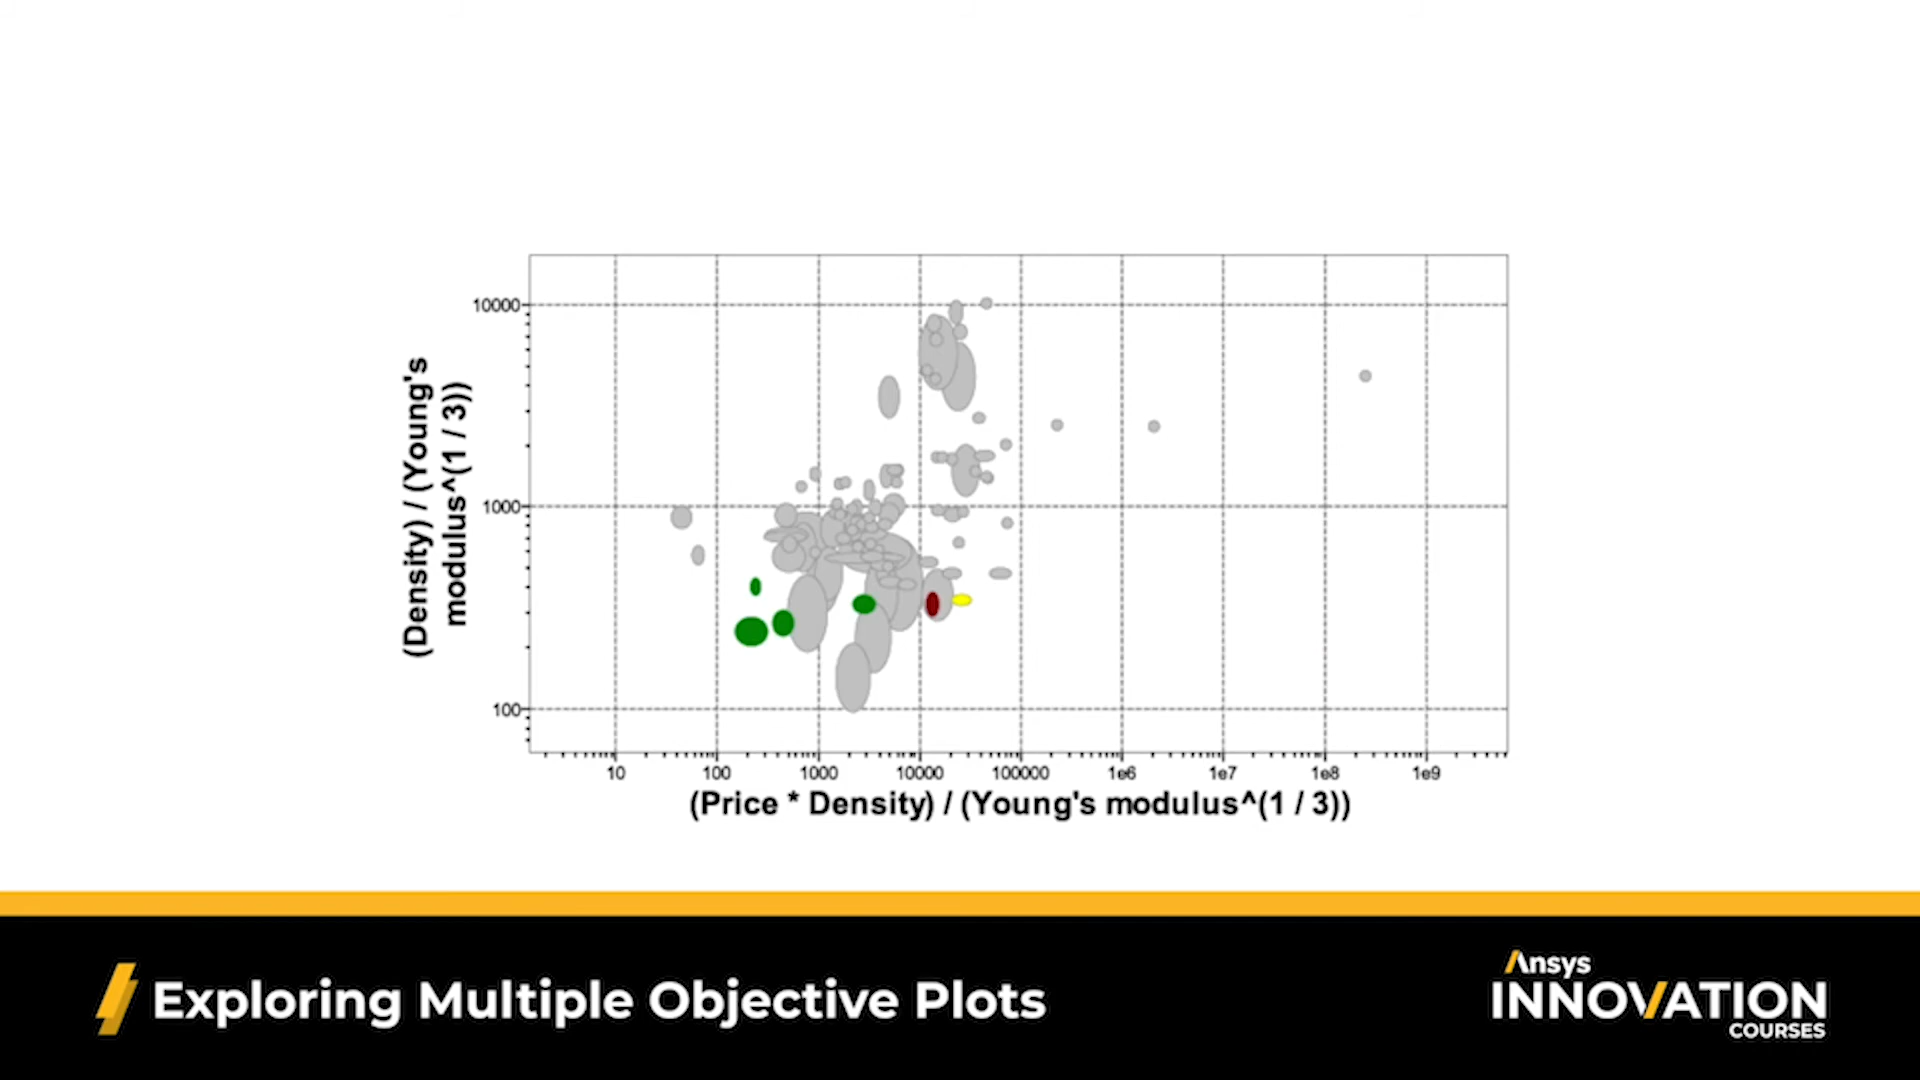 10000
1000
100
(Density) / (Young's
modulus^(1 / 3))
10 100 1000 10000 100000 1e6 1e7 1e8 1e9
(Price * Density) / (Young's modulus^(1 / 3))
Exploring Multiple Objective Plots
Ansys
INNOVATION
COURSES